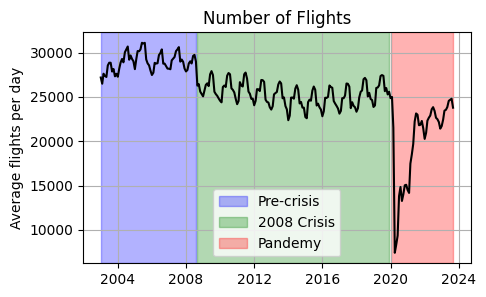 Number of Flights
Average flights per day
30000
25000
20000
15000
10000
2004
2008
2012
2016
2020
2024
Pre-crisis
2008 Crisis
Pandemy